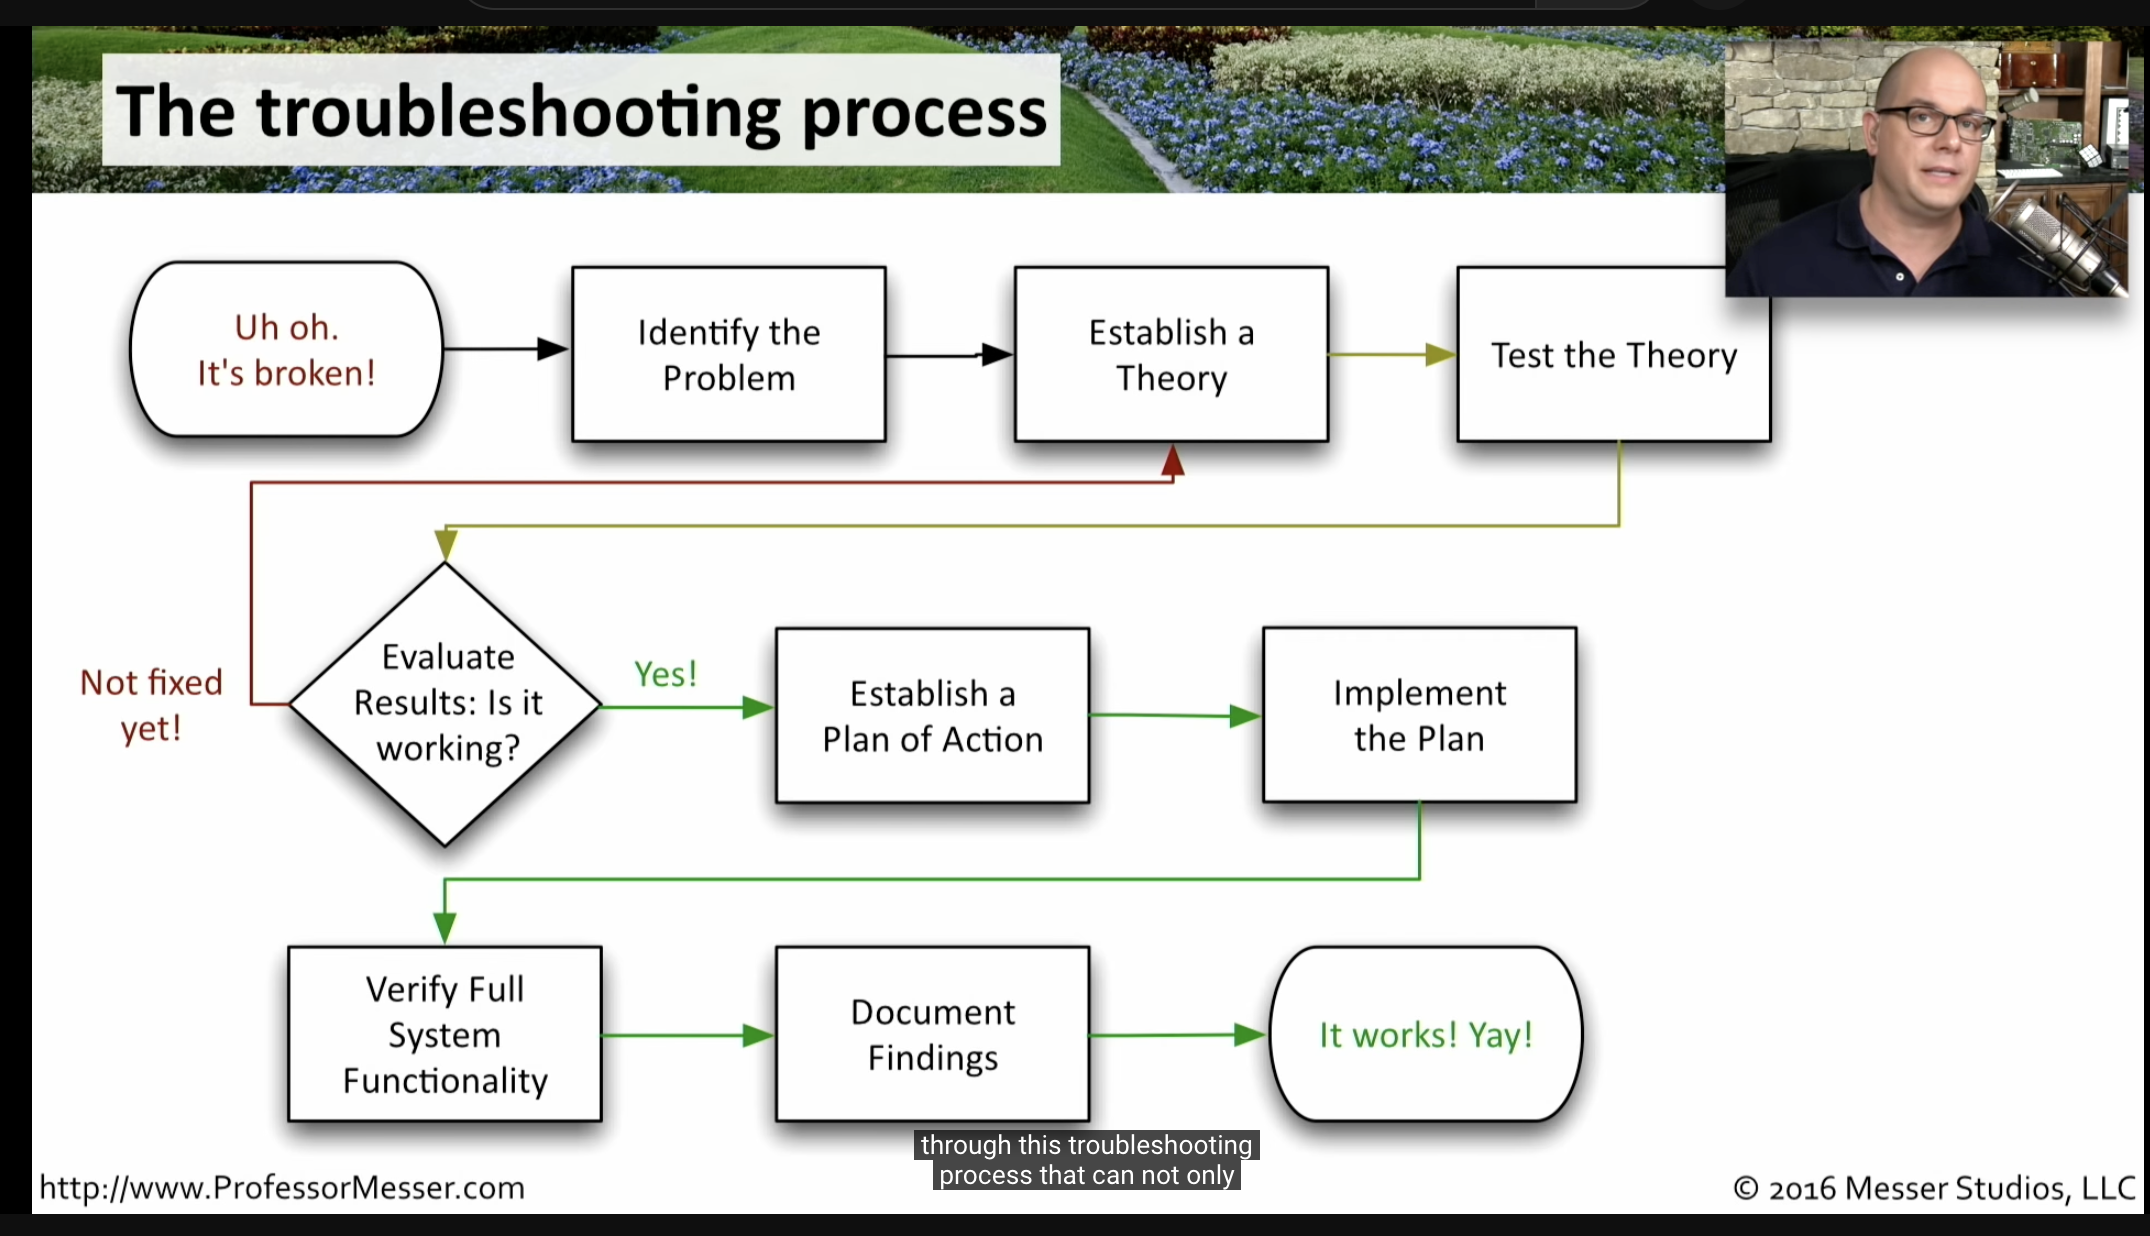 The troubleshooting process
Uh oh.
It's broken!
Identify the
Problem
Establish a
Theory
Test the Theory
Not fixed
yet!
Evaluate
Results: Is it
working?
Yes!
Establish a
Plan of Action
Implement
the Plan
Verify Full
System
Functionality
Document
Findings
It works! Yay!
through this troubleshooting
process that can not only
http://www.ProfessorMesser.com
© 2016 Messer Studios, LLC